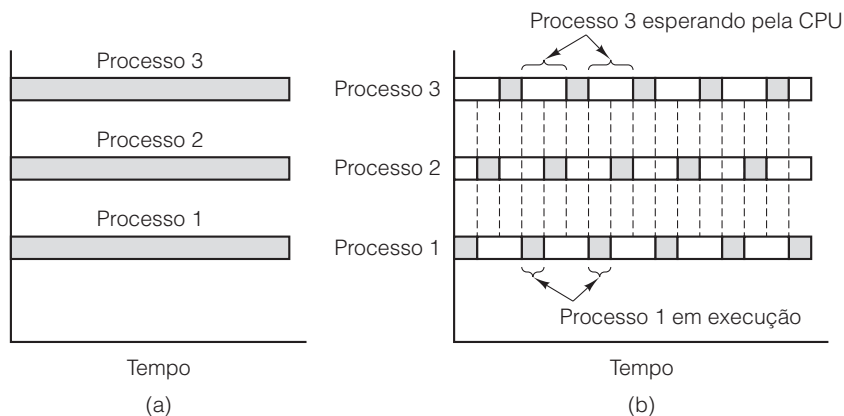 Processo 3 esperando pela CPU
Processo 3
Processo 2
Processo 1
Tempo
(a)
Processo 3
Processo 2
Processo 1
Processo 1 em execução
Tempo
(b)